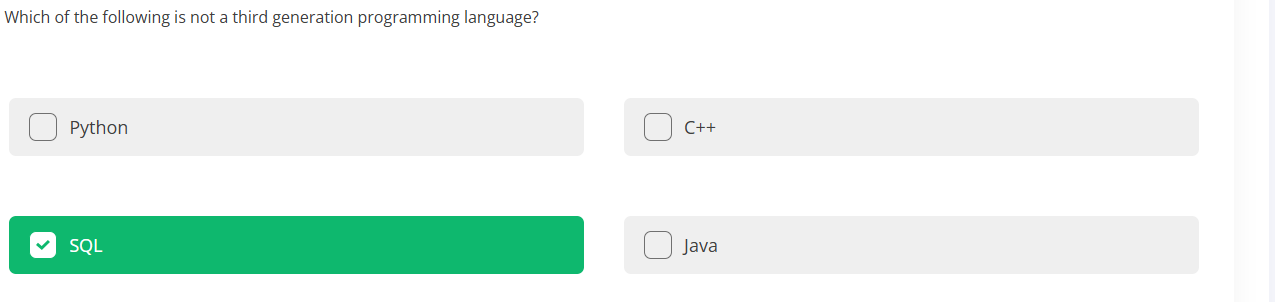 Which of the following is not a third generation programming language?
Python
C++
SQL
Java